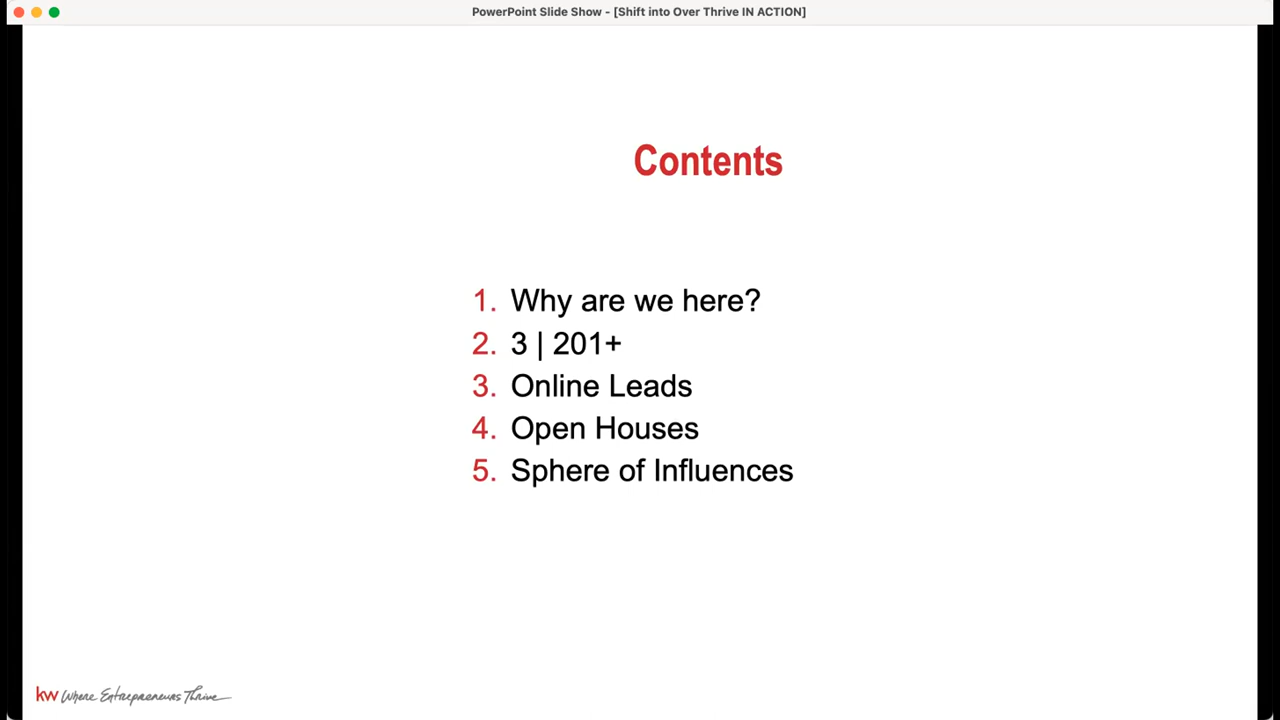 PowerPoint Slide Show - [Shift into Over Thrive IN ACTION]
Contents
1. Why are we here?
2. 3 | 201+
3. Online Leads
4. Open Houses
5. Sphere of Influences
kw Where Entrepreneurs Thrive